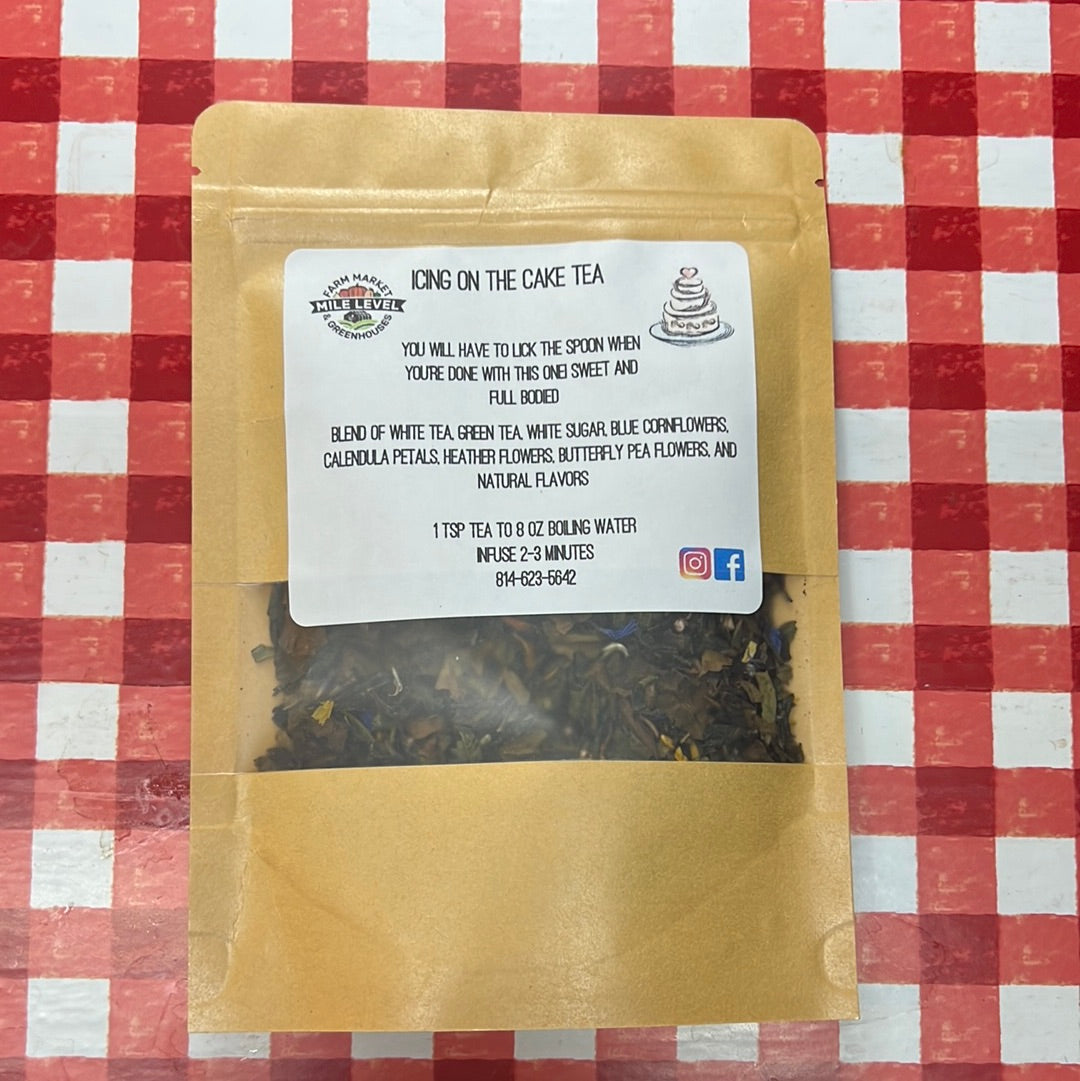 ICING ON THE CAKE TEA
FARM MARKET
MILE LEVEL
& GREENHOUSES
YOU WILL HAVE TO LICK THE SPOON WHEN
YOU'RE DONE WITH THIS ONE! SWEET AND
FULL BODIED
BLEND OF WHITE TEA, GREEN TEA, WHITE SUGAR, BLUE CORNFLOWERS,
CALENDULA PETALS, HEATHER FLOWERS, BUTTERFLY PEA FLOWERS, AND
NATURAL FLAVORS
1 TSP TEA TO 8 OZ BOILING WATER
INFUSE 2-3 MINUTES
814-623-5642